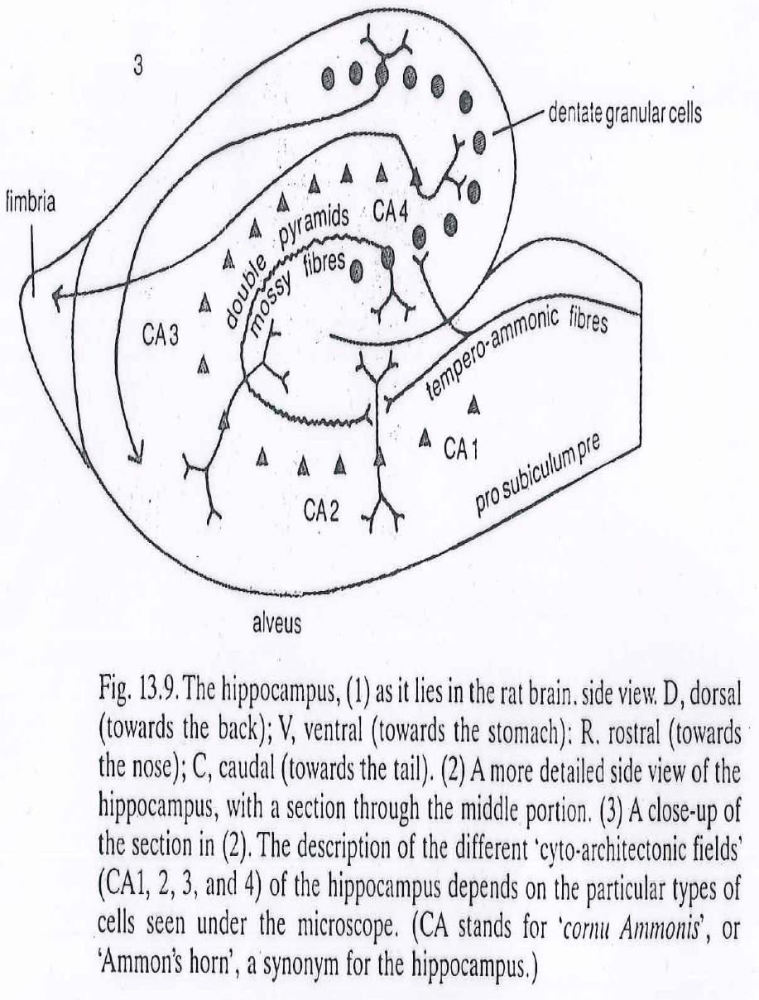 3
dentate granular cells
fimbria
CA4
double pyramids
mossy fibres
CA3
tempero-ammonic fibres
CA1
CA2
pro subiculum pre
alveus
Fig. 13.9. The hippocampus, (1) as it lies in the rat brain. side view. D, dorsal
(towards the back); V, ventral (towards the stomach): R. rostral (towards
the nose); C, caudal (towards the tail). (2) A more detailed side view of the
hippocampus, with a section through the middle portion. (3) A close-up of
the section in (2). The description of the different ‘cyto-architectonic fields’
(CA1, 2, 3, and 4) of the hippocampus depends on the particular types of
cells seen under the microscope. (CA stands for ‘cornu Ammonis’, or
‘Ammon's horn’, a synonym for the hippocampus.)